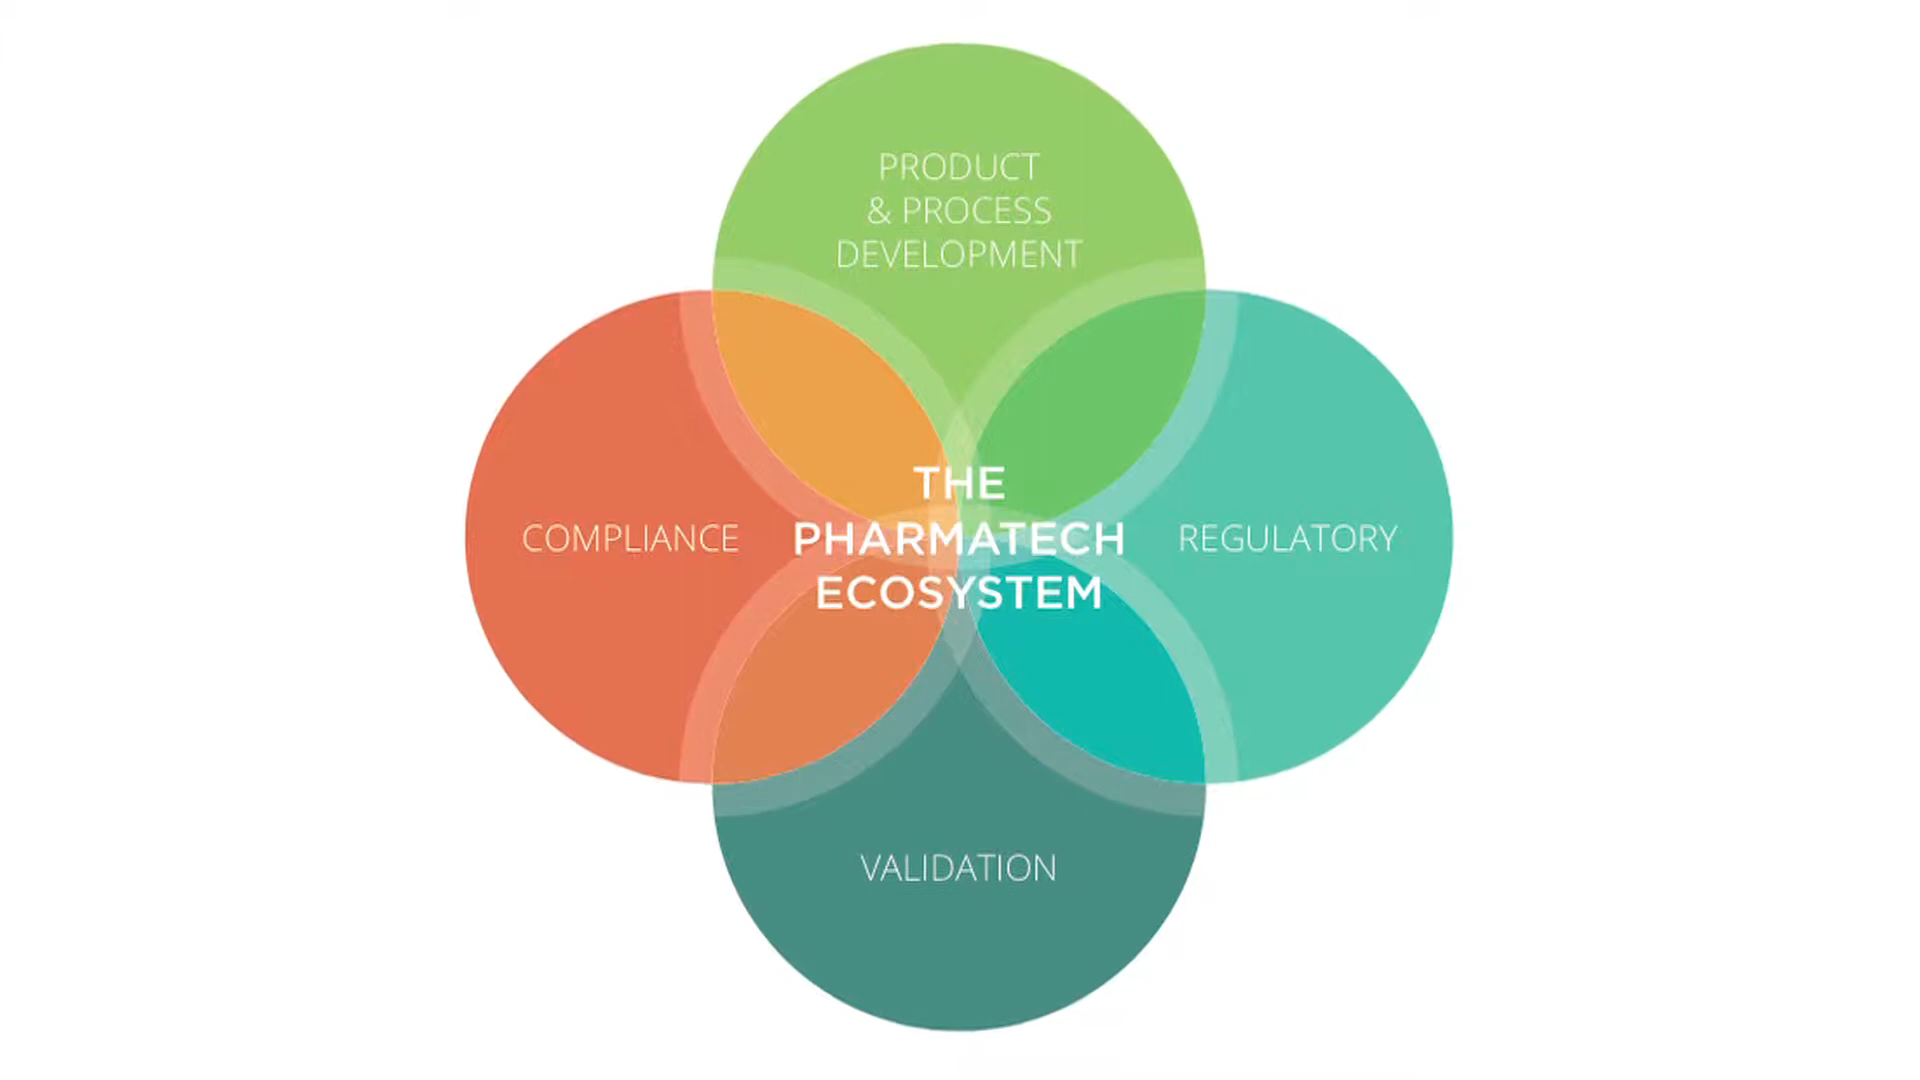 PRODUCT
& PROCESS
DEVELOPMENT
THE
PHARMATECH
ECOSYSTEM
COMPLIANCE
REGULATORY
VALIDATION